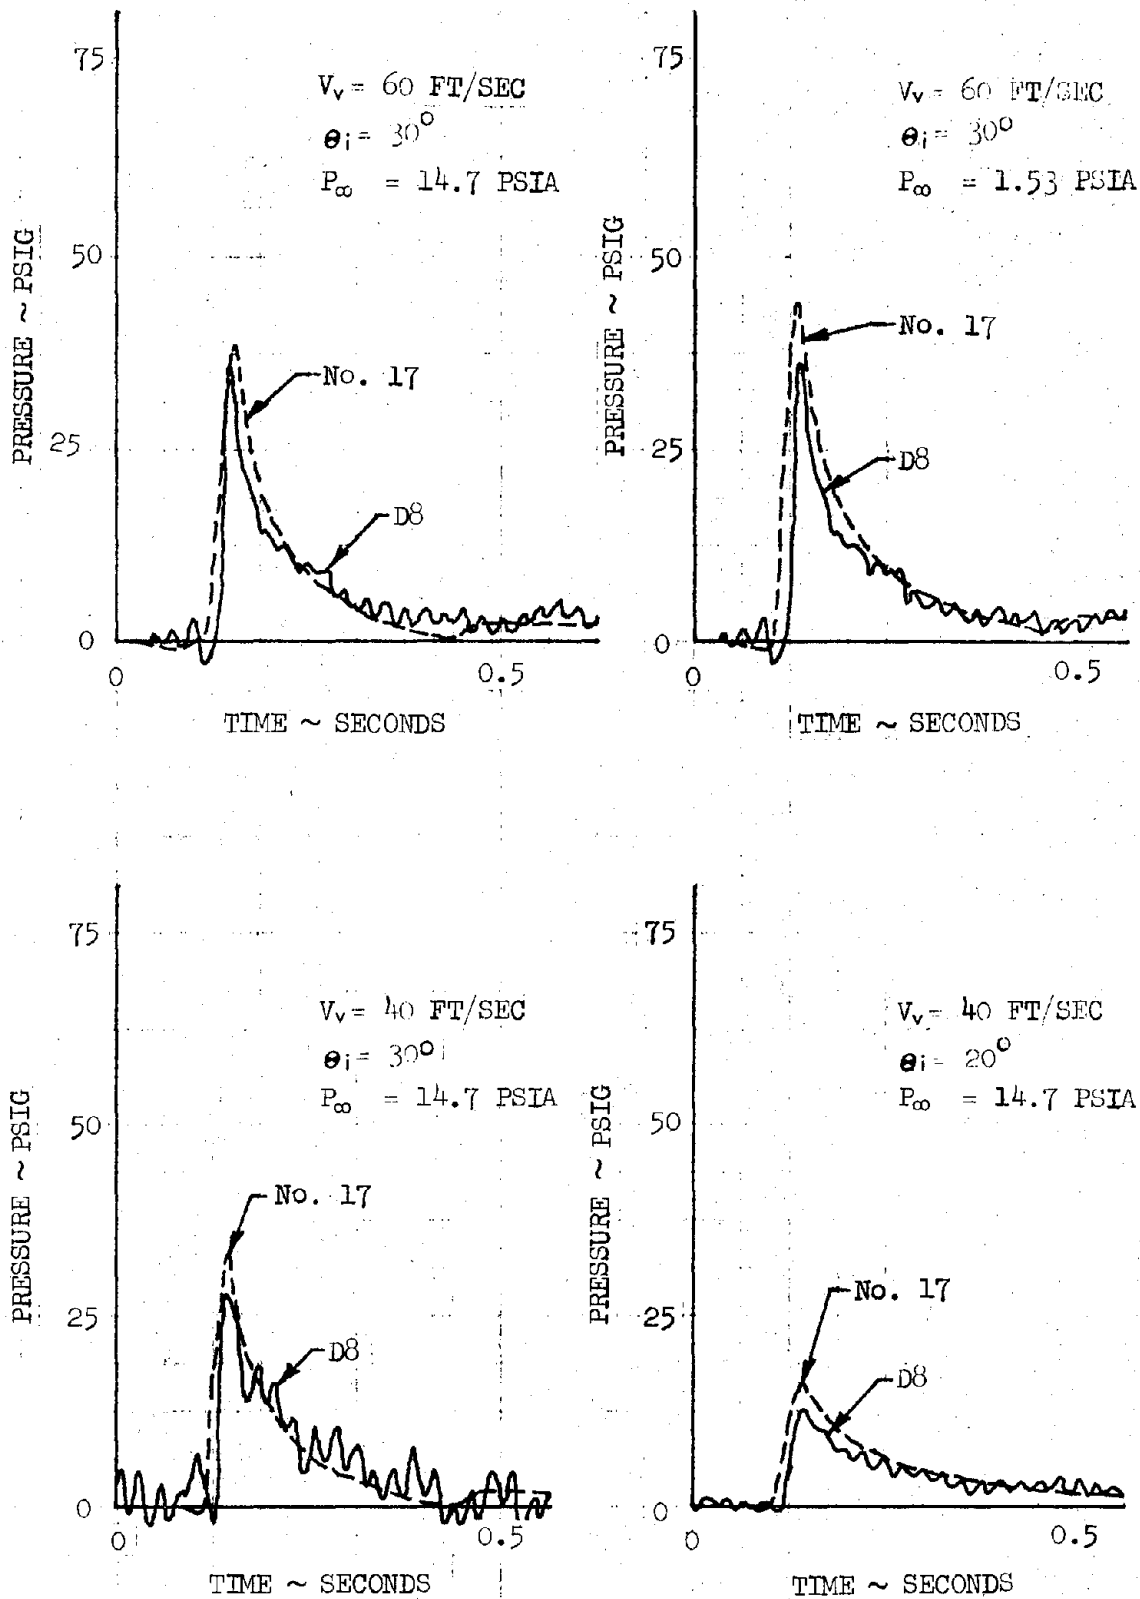 75
V_v = 60 FT/SEC
Θ_i = 30°
P_∞ = 14.7 PSIA
PRESSURE ~ PSIG
50
No. 17
25
D8
0
0
0.5
TIME ~ SECONDS
75
V_v = 60 FT/SEC
Θ_i = 30°
P_∞ = 1.53 PSIA
PRESSURE ~ PSIG
50
No. 17
25
D8
0
0
0.5
TIME ~ SECONDS
75
V_v = 40 FT/SEC
Θ_i = 30°
P_∞ = 14.7 PSIA
PRESSURE ~ PSIG
50
No. 17
25
D8
0
0
0.5
TIME ~ SECONDS
75
V_v = 40 FT/SEC
Θ_i = 20°
P_∞ = 14.7 PSIA
PRESSURE ~ PSIG
50
No. 17
25
D8
0
0
0.5
TIME ~ SECONDS